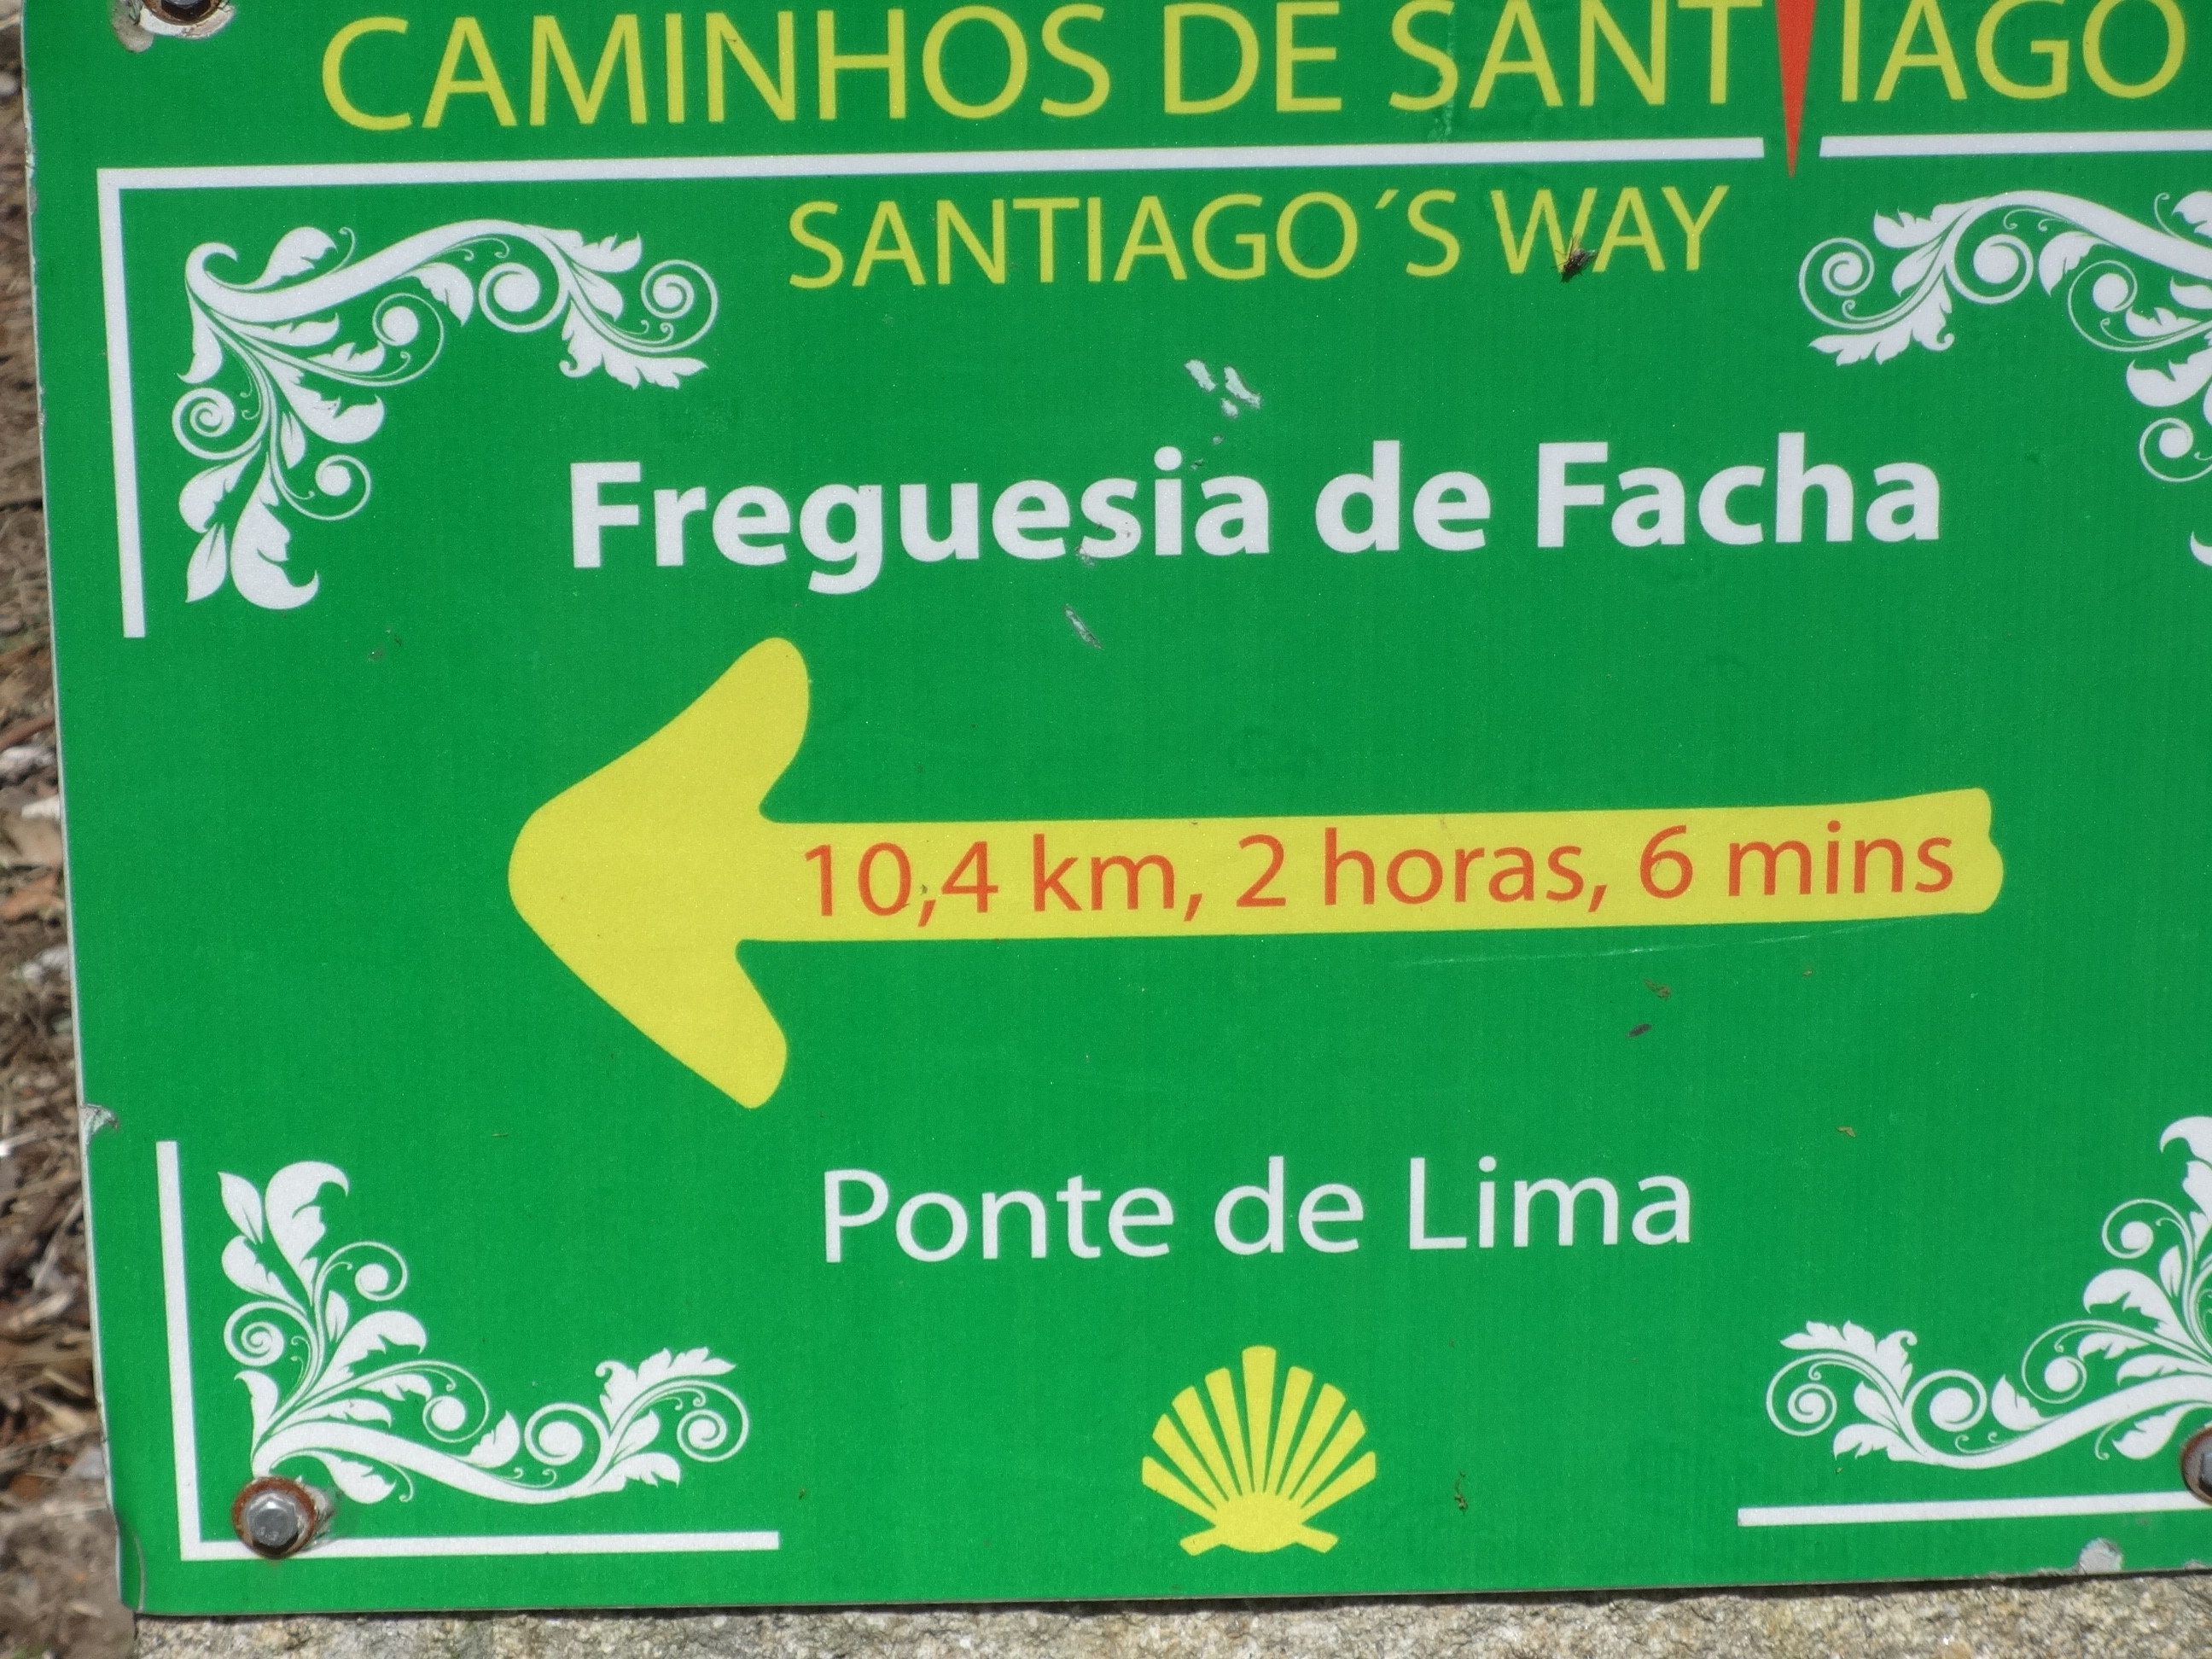 CAMINHOS DE SANTIAGO
SANTIAGO´S WAY
Freguesia de Facha
10,4 km, 2 horas, 6 mins
Ponte de Lima